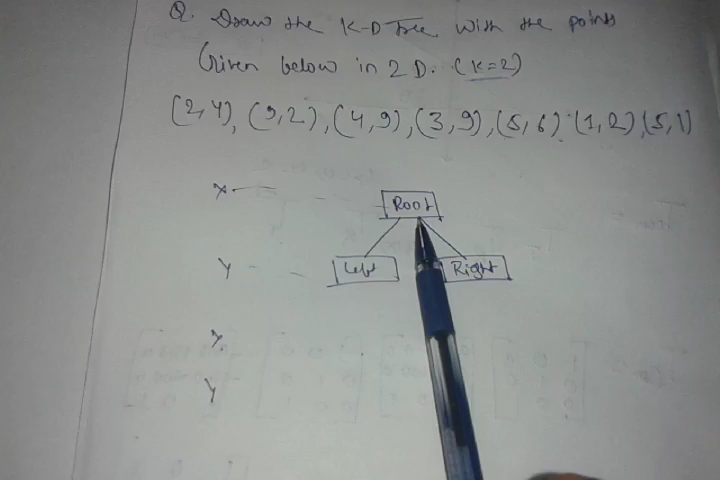 Q. Draw the K-D Tree with the points
Given below in 2 D. (K=2)
(2,4), (9,2), (4,9), (3,9), (5,6) (1,2), (5,1)
X
Root
Y
Left
Right
X
Y